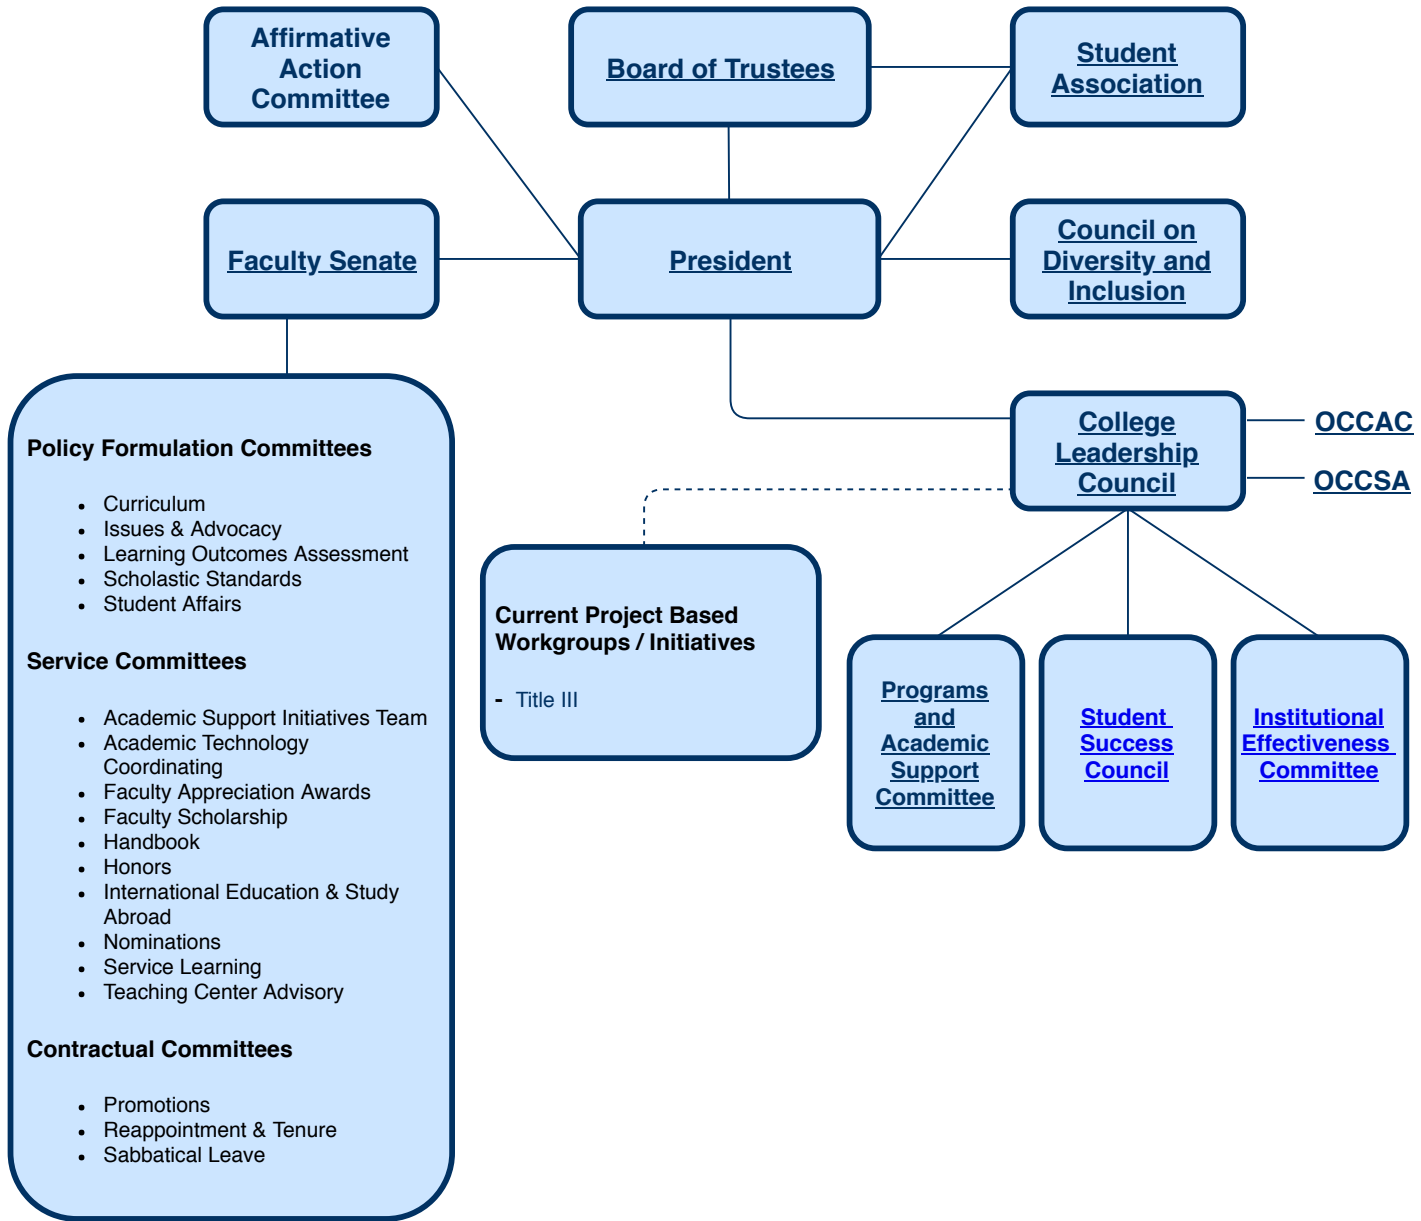 Affirmative
Action
Committee
Board of Trustees
Student
Association
Faculty Senate
President
Council on
Diversity and
Inclusion
College
Leadership
Council
OCCAC
OCCSA
Policy Formulation Committees
• Curriculum
• Issues & Advocacy
• Learning Outcomes Assessment
• Scholastic Standards
• Student Affairs
Service Committees
• Academic Support Initiatives Team
• Academic Technology
Coordinating
• Faculty Appreciation Awards
• Faculty Scholarship
• Handbook
• Honors
• International Education & Study
Abroad
• Nominations
• Service Learning
• Teaching Center Advisory
Contractual Committees
• Promotions
• Reappointment & Tenure
• Sabbatical Leave
Current Project Based
Workgroups / Initiatives
- Title III
Programs
and
Academic
Support
Committee
Student
Success
Council
Institutional
Effectiveness
Committee